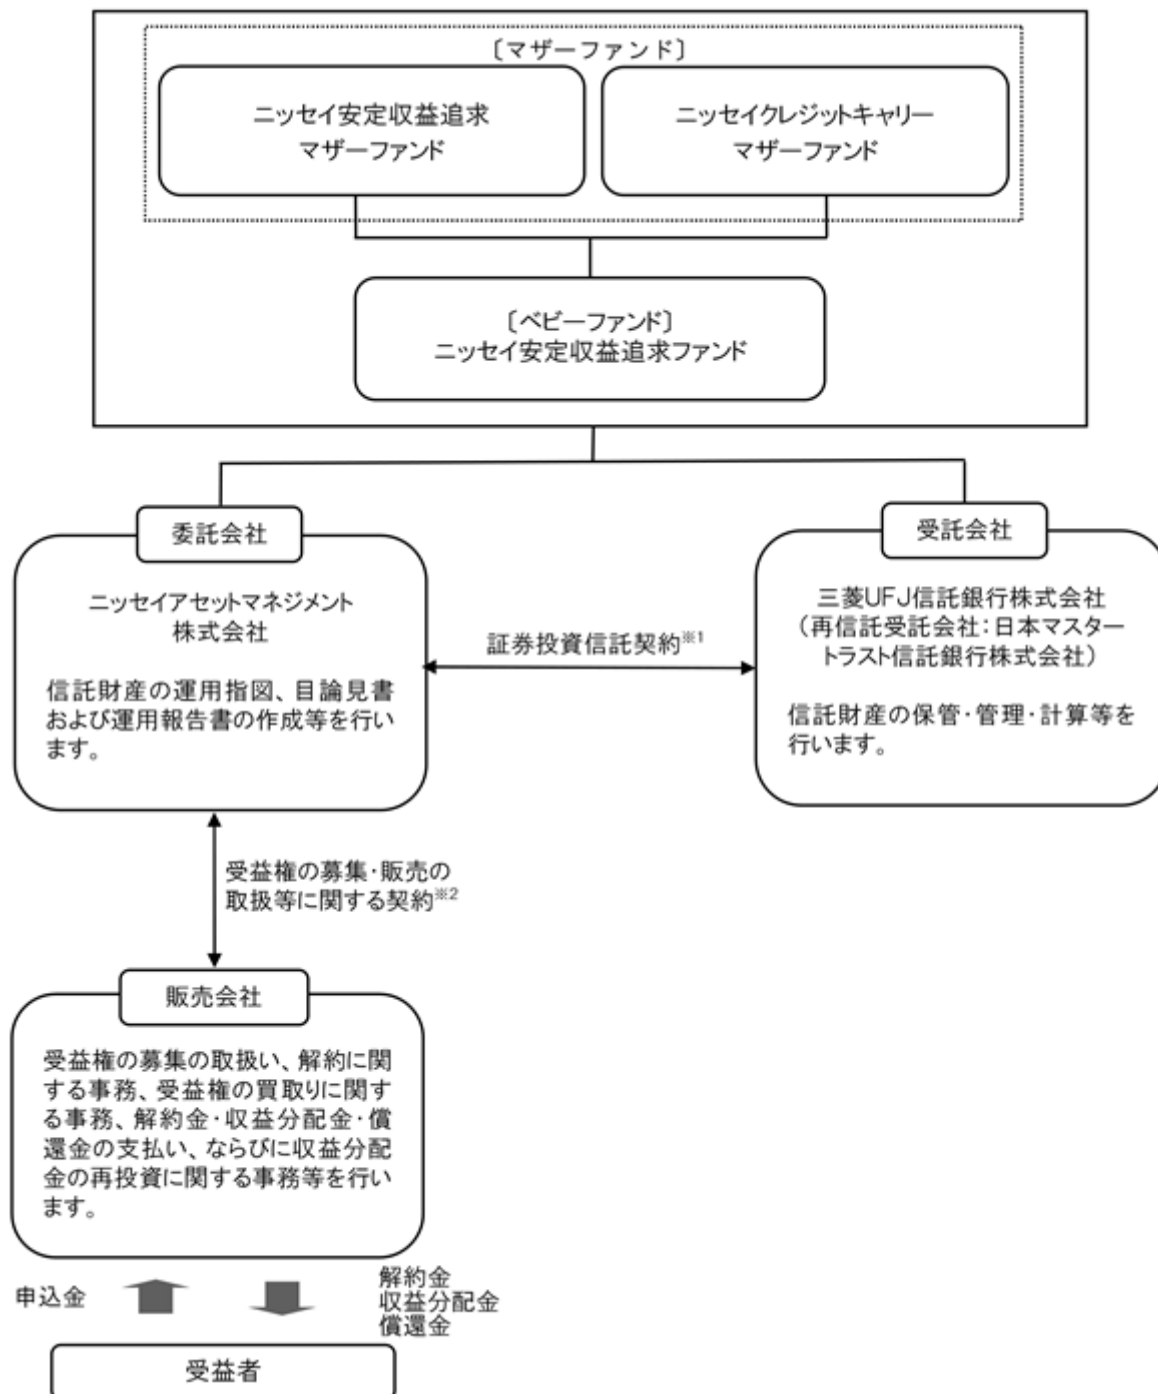 〔マザーファンド〕
ニッセイ安定収益追求
マザーファンド
ニッセイクレジットキャリー
マザーファンド
〔ベビーファンド〕
ニッセイ安定収益追求ファンド
委託会社
ニッセイアセットマネジメント
株式会社
信託財産の運用指図、目論見書
および運用報告書の作成等を行い
ます。
証券投資信託契約※1
受託会社
三菱UFJ信託銀行株式会社
(再信託受託会社:日本マスター
トラスト信託銀行株式会社)
信託財産の保管・管理・計算等を
行います。
受益権の募集・販売の
取扱等に関する契約※2
販売会社
受益権の募集の取扱い、解約に関
する事務、受益権の買取りに関す
る事務、解約金・収益分配金・償
還金の支払い、ならびに収益分配
金の再投資に関する事務等を行い
ます。
申込金
解約金
収益分配金
償還金
受益者